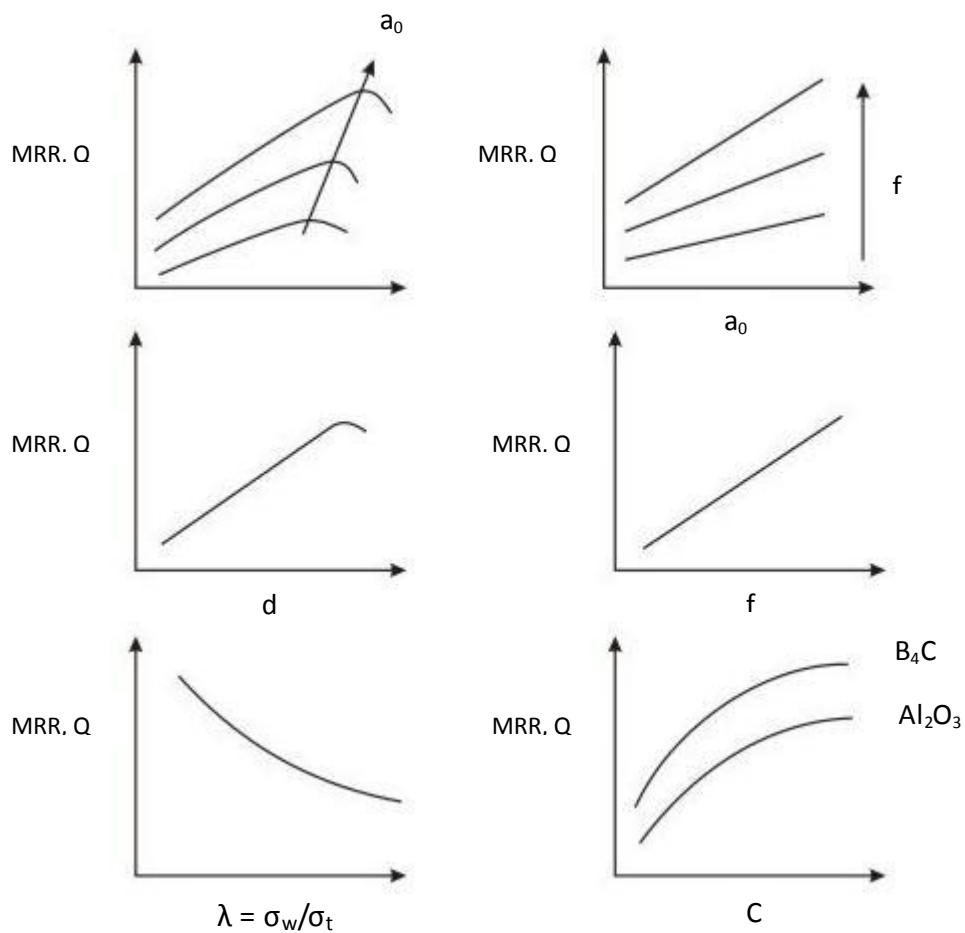 a₀
MRR. Q
MRR. Q
f
a₀
MRR. Q
MRR. Q
d
f
B₄C
MRR, Q
MRR, Q
Al₂O₃
λ = σw/σt
C